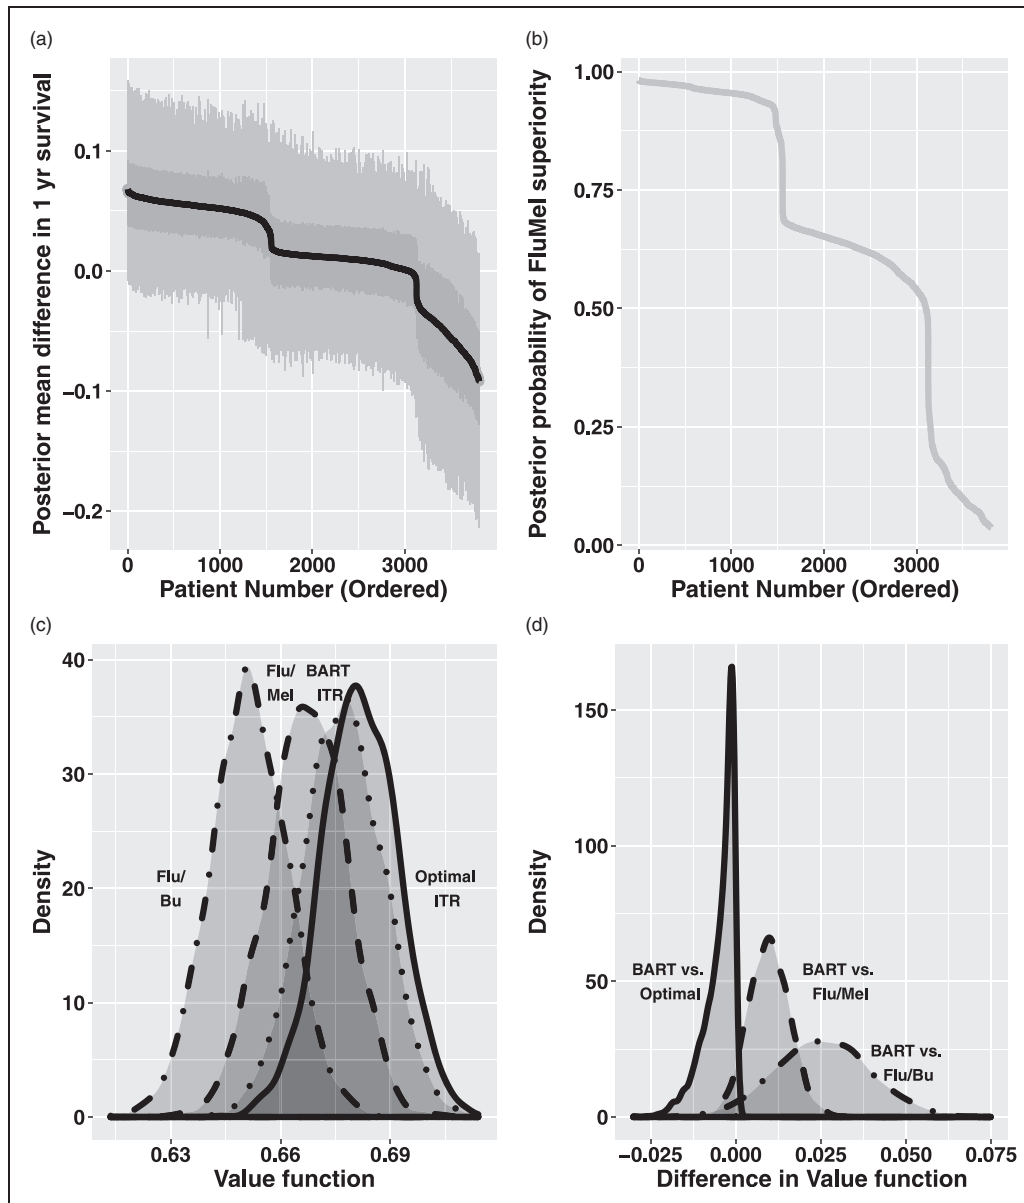 (a)
Posterior mean difference in 1 yr survival
0.1
0.0
−0.1
−0.2
0
1000
2000
3000
Patient Number (Ordered)
(b)
Posterior probability of FluMel superiority
1.00
0.75
0.50
0.25
0.00
0
1000
2000
3000
Patient Number (Ordered)
(c)
Density
40
30
20
10
0
Flu/
Bu
Flu/
Mel
BART
ITR
Optimal
ITR
0.63
0.66
0.69
Value function
(d)
Density
150
100
50
0
BART vs.
Optimal
BART vs.
Flu/Mel
BART vs.
Flu/Bu
−0.025
0.000
0.025
0.050
0.075
Difference in Value function